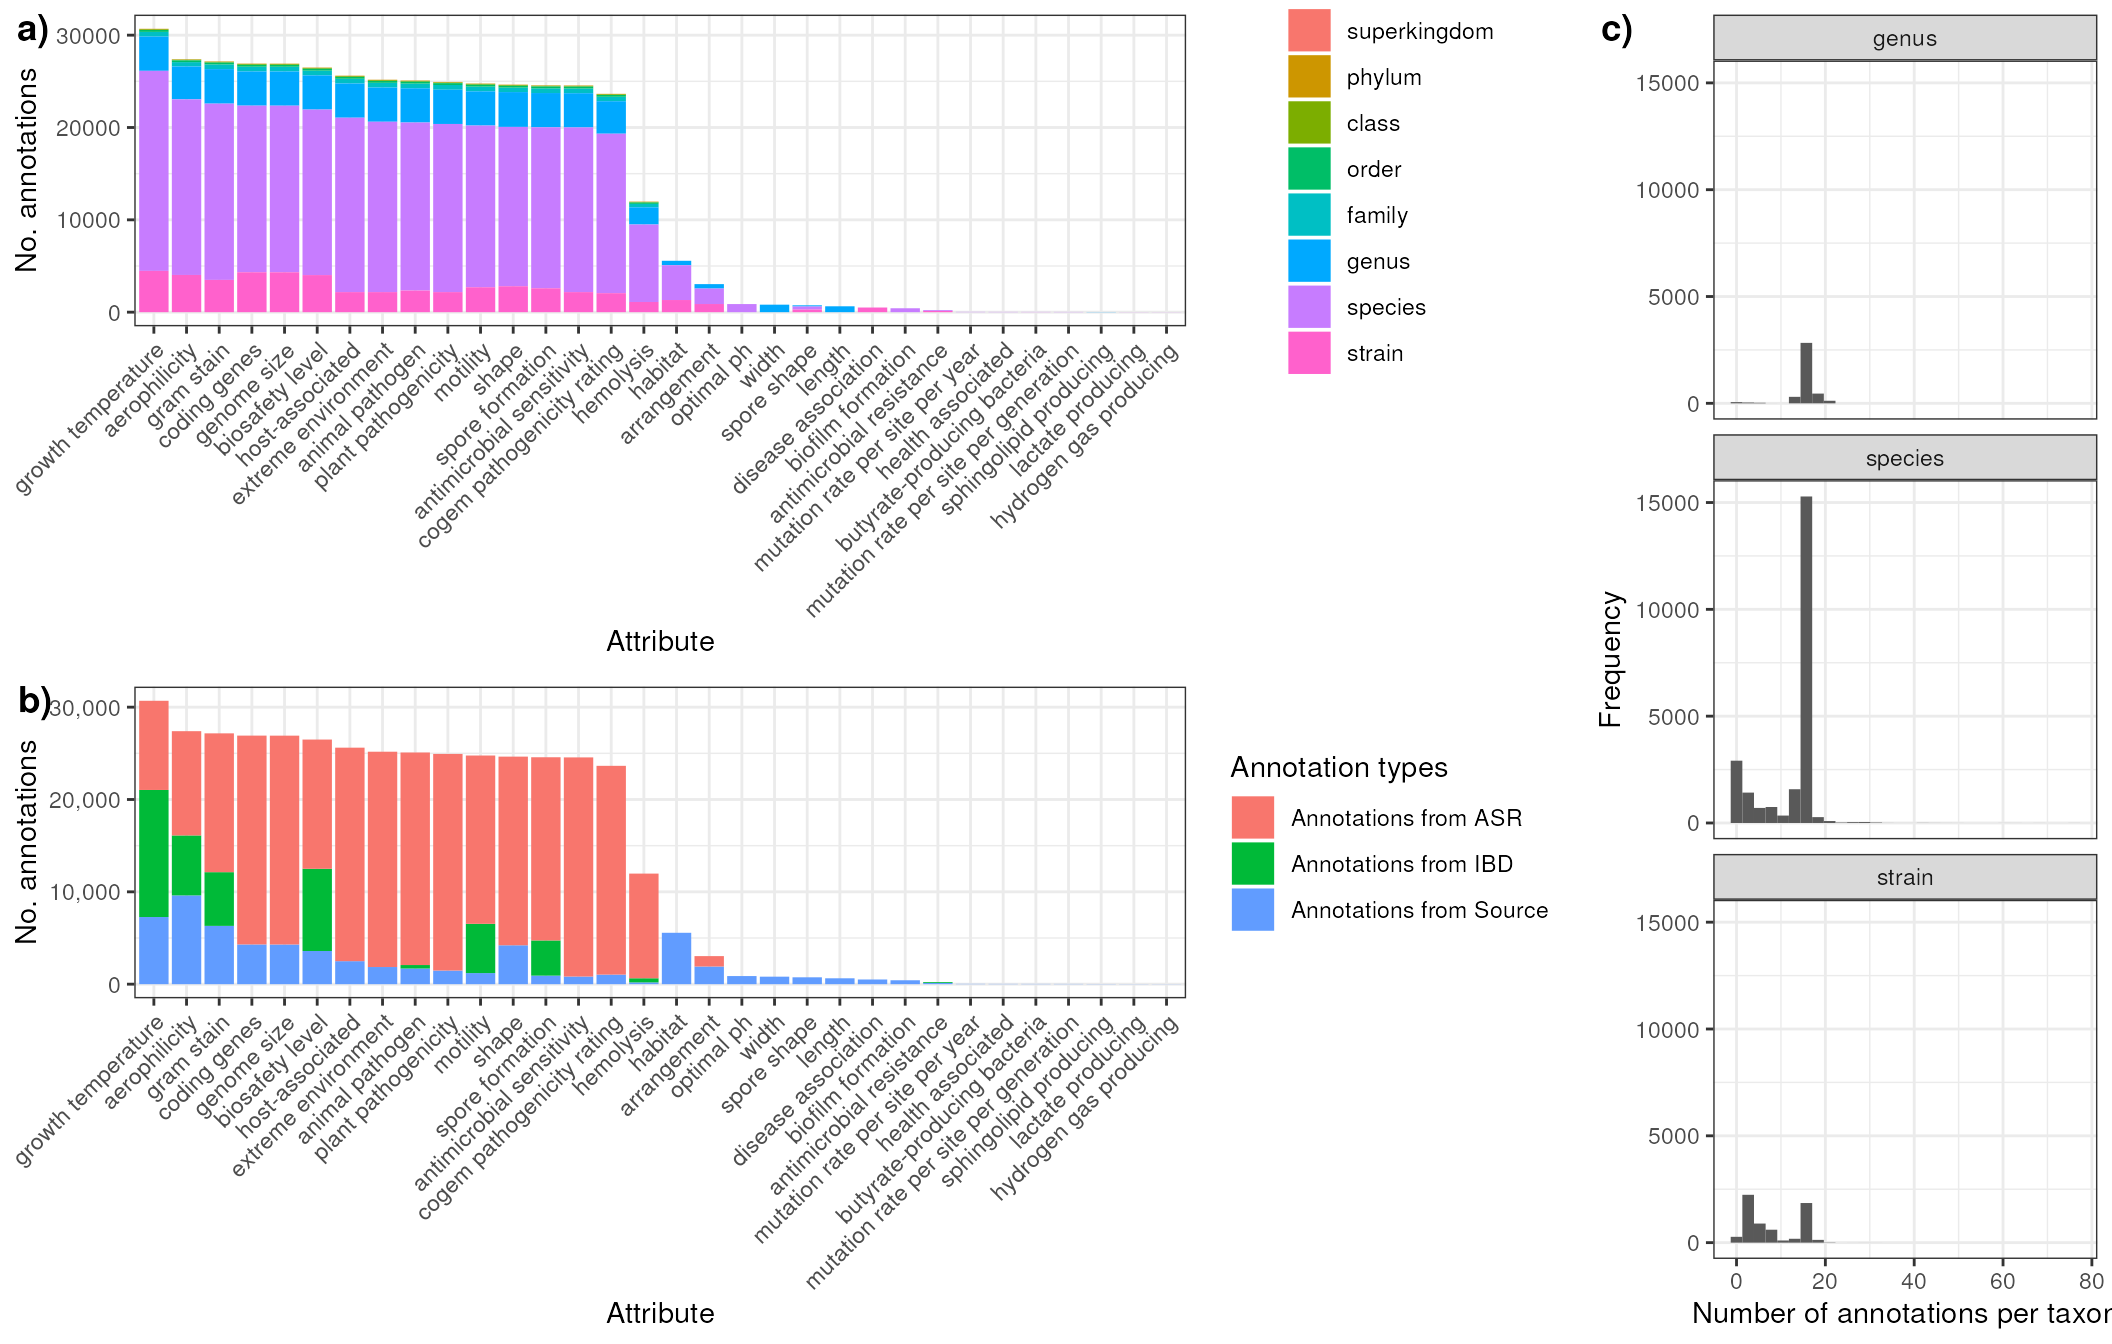 a)
No. annotations
30000
20000
10000
0
growth temperature
aerophilicity
gram stain
coding genes
genome size
biosafety level
host-associated
extreme environment
animal pathogen
plant pathogenicity
motility
shape
spore formation
antimicrobial sensitivity
cogem pathogenicity rating
hemolysis
habitat
arrangement
optimal ph
width
spore shape
length
disease association
biofilm formation
antimicrobial resistance
mutation rate per site per year
health associated
butyrate-producing bacteria
mutation rate per site per generation
sphingolipid producing
lactate producing
hydrogen gas producing
Attribute
superkingdom
phylum
class
order
family
genus
species
strain
b)
No. annotations
30,000
20,000
10,000
0
growth temperature
aerophilicity
gram stain
coding genes
genome size
biosafety level
host-associated
extreme environment
animal pathogen
plant pathogenicity
motility
shape
spore formation
antimicrobial sensitivity
cogem pathogenicity rating
hemolysis
habitat
arrangement
optimal ph
width
spore shape
length
disease association
biofilm formation
antimicrobial resistance
mutation rate per site per year
health associated
butyrate-producing bacteria
mutation rate per site per generation
sphingolipid producing
lactate producing
hydrogen gas producing
Attribute
Annotation types
Annotations from ASR
Annotations from IBD
Annotations from Source
c)
Frequency
genus
15000
10000
5000
0
species
15000
10000
5000
0
strain
15000
10000
5000
0
0 20 40 60 80
Number of annotations per taxon